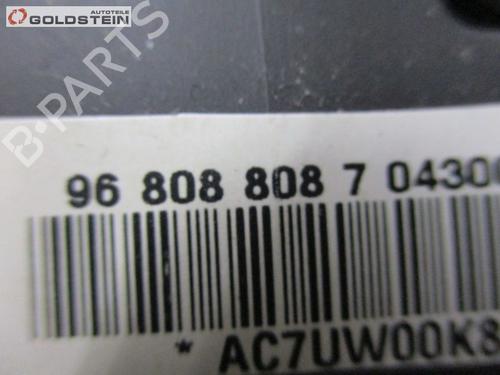 AUTOTEILE
GOLDSTEIN
B-PARTS
96 808 808 7 0430
* AC7UW00K8